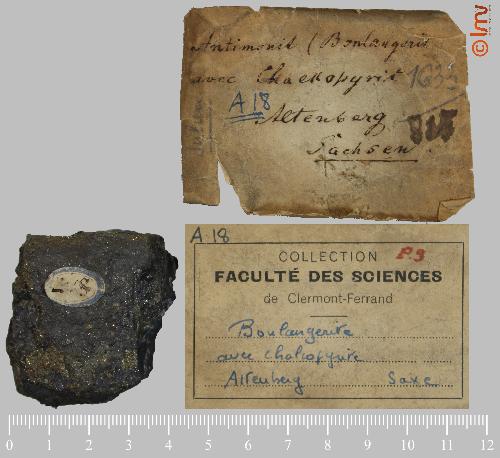 © lmv
Antimonit (Boulangerit
avec Chalkopyrit
1633
A 18
Altenberg
Sachsen
A. 18
COLLECTION
P3
FACULTÉ DES SCIENCES
de Clermont-Ferrand
Boulangerite
avec chalcopyrite
Altenberg Saxe
0 1 2 3 4 5 6 7 8 9 10 11 12